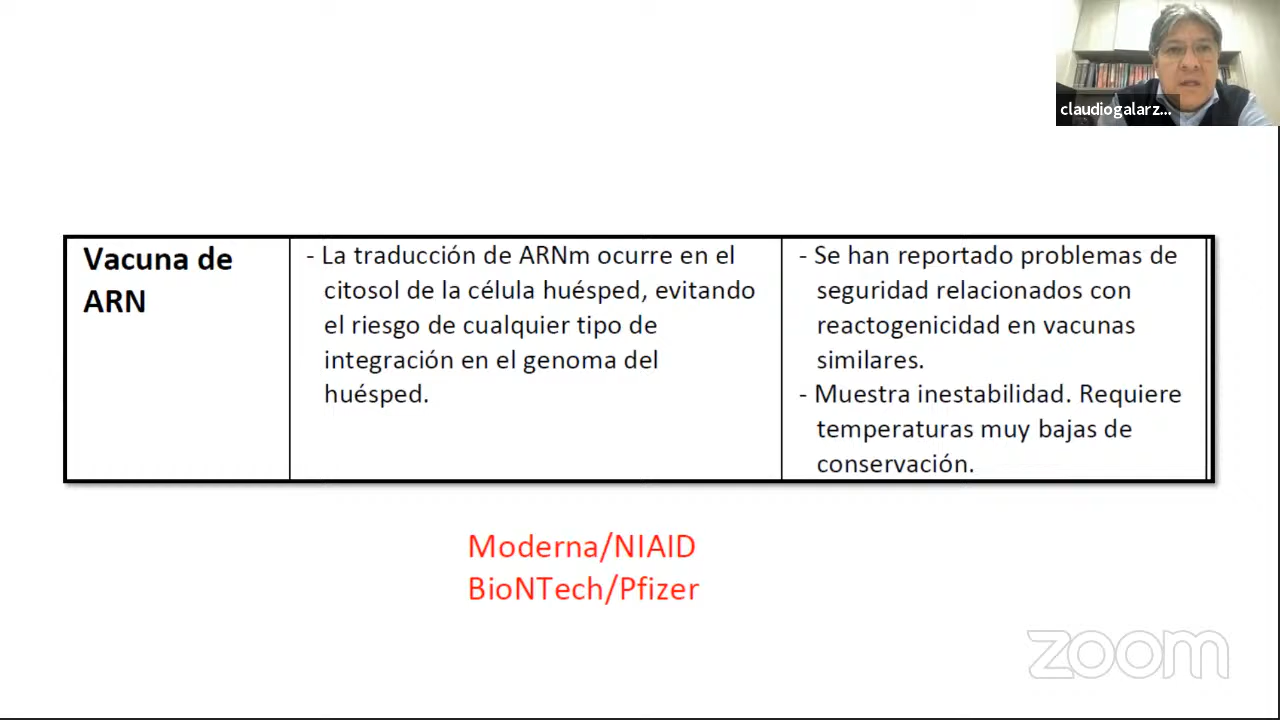 claudiogalarz...
Vacuna de
ARN
- La traducción de ARNm ocurre en el
citosol de la célula huésped, evitando
el riesgo de cualquier tipo de
integración en el genoma del
huésped.
- Se han reportado problemas de
seguridad relacionados con
reactogenicidad en vacunas
similares.
- Muestra inestabilidad. Requiere
temperaturas muy bajas de
conservación.
Moderna/NIAID
BioNTech/Pfizer
zoom